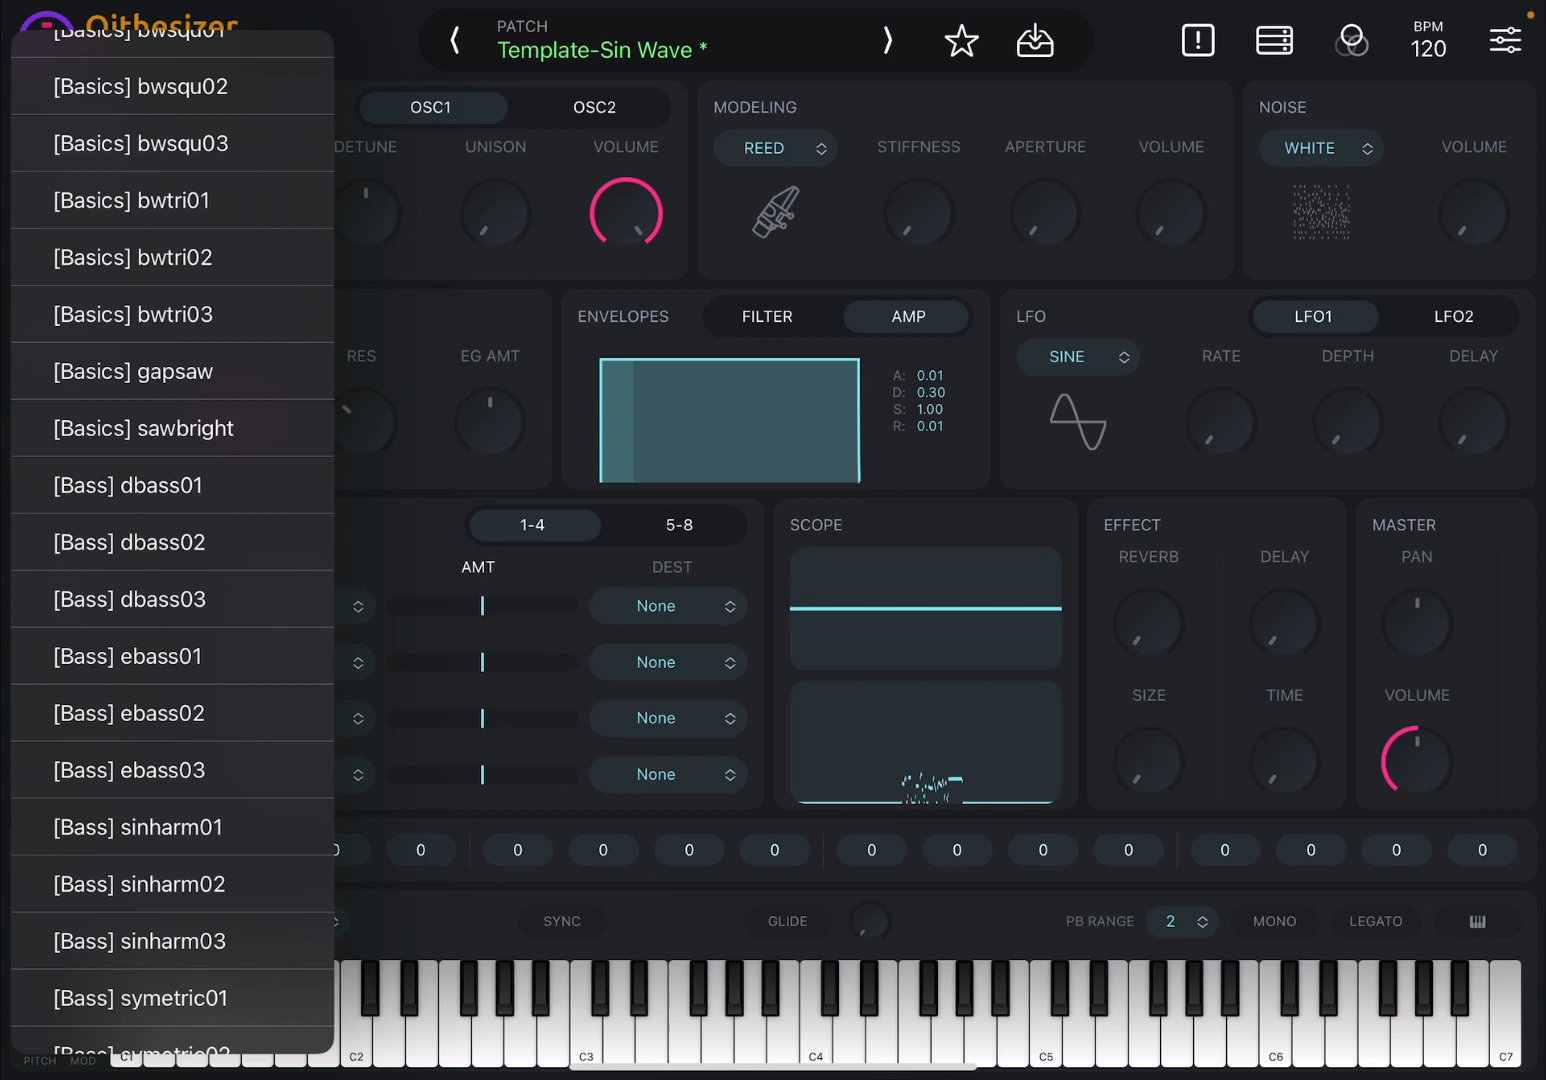 Qithesizer
PATCH
Template-Sin Wave *
BPM
120
[Basics] bwsqu01
[Basics] bwsqu02
[Basics] bwsqu03
[Basics] bwtri01
[Basics] bwtri02
[Basics] bwtri03
[Basics] gapsaw
[Basics] sawbright
[Bass] dbass01
[Bass] dbass02
[Bass] dbass03
[Bass] ebass01
[Bass] ebass02
[Bass] ebass03
[Bass] sinharm01
[Bass] sinharm02
[Bass] sinharm03
[Bass] symetric01
[Bass] symetric02
OSC1 OSC2
DETUNE UNISON VOLUME
MODELING
REED STIFFNESS APERTURE VOLUME
NOISE
WHITE VOLUME
RES EG AMT
ENVELOPES FILTER AMP
A: 0.01
D: 0.30
S: 1.00
R: 0.01
LFO LFO1 LFO2
SINE RATE DEPTH DELAY
1-4 5-8
AMT DEST
None
None
None
None
SCOPE
EFFECT
REVERB DELAY
SIZE TIME
MASTER
PAN
VOLUME
0 0 0 0 0 0 0 0 0 0 0 0 0 0
SYNC GLIDE PB RANGE 2 MONO LEGATO
PITCH MOD C1 C2 C3 C4 C5 C6 C7